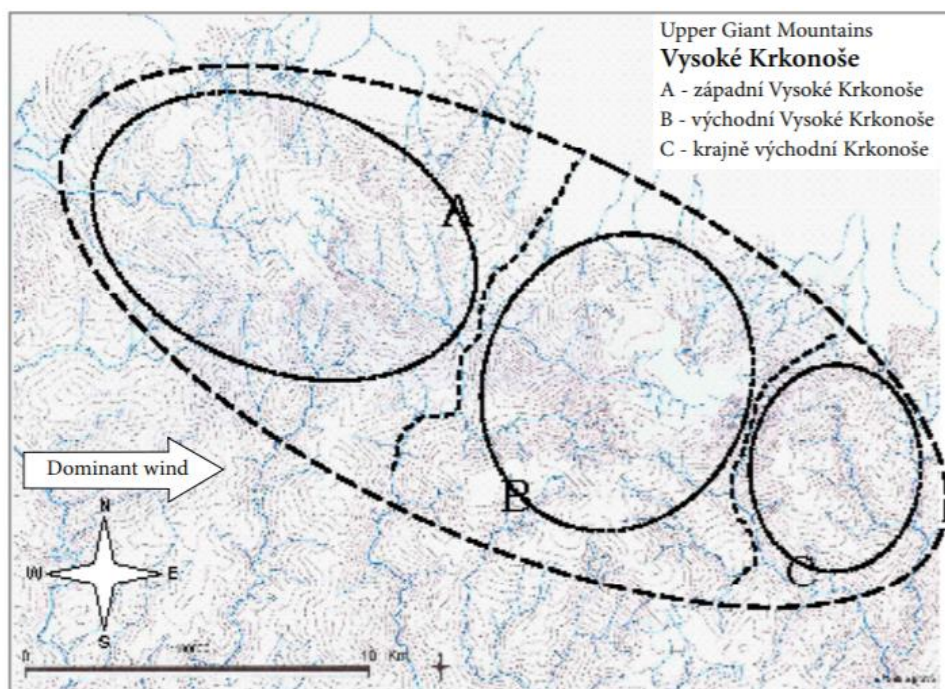 Upper Giant Mountains
Vysoké Krkonoše
A - západní Vysoké Krkonoše
B - východní Vysoké Krkonoše
C - krajně východní Krkonoše
A
Dominant wind
B
C
N
W E
S
0 10 Km